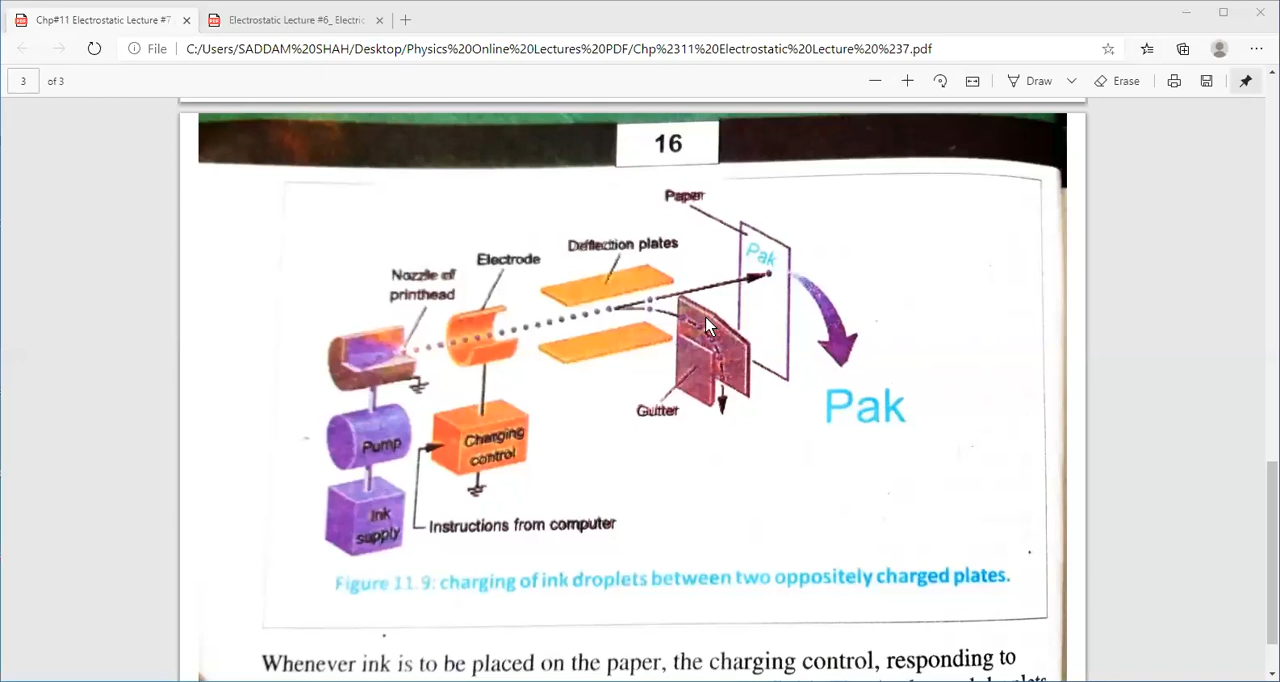 Chp#11 Electrostatic Lecture #7
Electrostatic Lecture #6_ Electric
File
C:/Users/SADDAM%20SHAH/Desktop/Physics%20Online%20Lectures%20PDF/Chp%2311%20Electrostatic%20Lecture%20%237.pdf
3 of 3
Draw
Erase
16
Paper
Deflection plates
Electrode
Nozzle of
printhead
Pak
Pak
Gutter
Pump
Charging
control
Ink
supply
Instructions from computer
Figure 11.9: charging of ink droplets between two oppositely charged plates.
Whenever ink is to be placed on the paper, the charging control, responding to